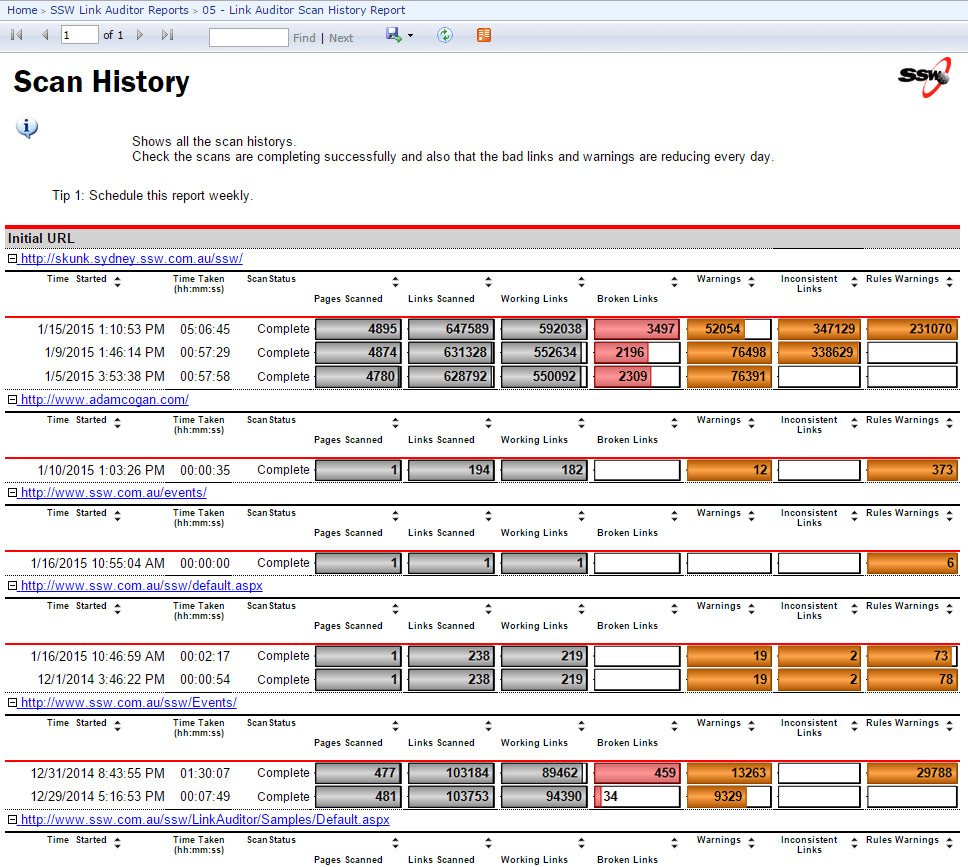 Home > SSW Link Auditor Reports > 05 - Link Auditor Scan History Report
1 of 1 Find | Next
Scan History
SSW
Shows all the scan historys.
Check the scans are completing successfully and also that the bad links and warnings are reducing every day.
Tip 1: Schedule this report weekly.
Initial URL
http://skunk.sydney.ssw.com.au/ssw/
Time Started Time Taken (hh:mm:ss) ScanStatus Pages Scanned Links Scanned Working Links Broken Links Warnings Inconsistent Links Rules Warnings
1/15/2015 1:10:53 PM 05:06:45 Complete 4895 647589 592038 3497 52054 347129 231070
1/9/2015 1:46:14 PM 00:57:29 Complete 4874 631328 552634 2196 76498 338629
1/5/2015 3:53:38 PM 00:57:58 Complete 4780 628792 550092 2309 76391
http://www.adamcogan.com/
Time Started Time Taken (hh:mm:ss) ScanStatus Pages Scanned Links Scanned Working Links Broken Links Warnings Inconsistent Links Rules Warnings
1/10/2015 1:03:26 PM 00:00:35 Complete 1 194 182 12 373
http://www.ssw.com.au/events/
Time Started Time Taken (hh:mm:ss) ScanStatus Pages Scanned Links Scanned Working Links Broken Links Warnings Inconsistent Links Rules Warnings
1/16/2015 10:55:04 AM 00:00:00 Complete 1 1 1 6
http://www.ssw.com.au/ssw/default.aspx
Time Started Time Taken (hh:mm:ss) ScanStatus Pages Scanned Links Scanned Working Links Broken Links Warnings Inconsistent Links Rules Warnings
1/16/2015 10:46:59 AM 00:02:17 Complete 1 238 219 19 2 73
12/1/2014 3:46:22 PM 00:00:54 Complete 1 238 219 19 2 78
http://www.ssw.com.au/ssw/Events/
Time Started Time Taken (hh:mm:ss) ScanStatus Pages Scanned Links Scanned Working Links Broken Links Warnings Inconsistent Links Rules Warnings
12/31/2014 8:43:55 PM 01:30:07 Complete 477 103184 89462 459 13263 29788
12/29/2014 5:16:53 PM 00:07:49 Complete 481 103753 94390 34 9329
http://www.ssw.com.au/ssw/LinkAuditor/Samples/Default.aspx
Time Started Time Taken (hh:mm:ss) ScanStatus Pages Scanned Links Scanned Working Links Broken Links Warnings Inconsistent Links Rules Warnings